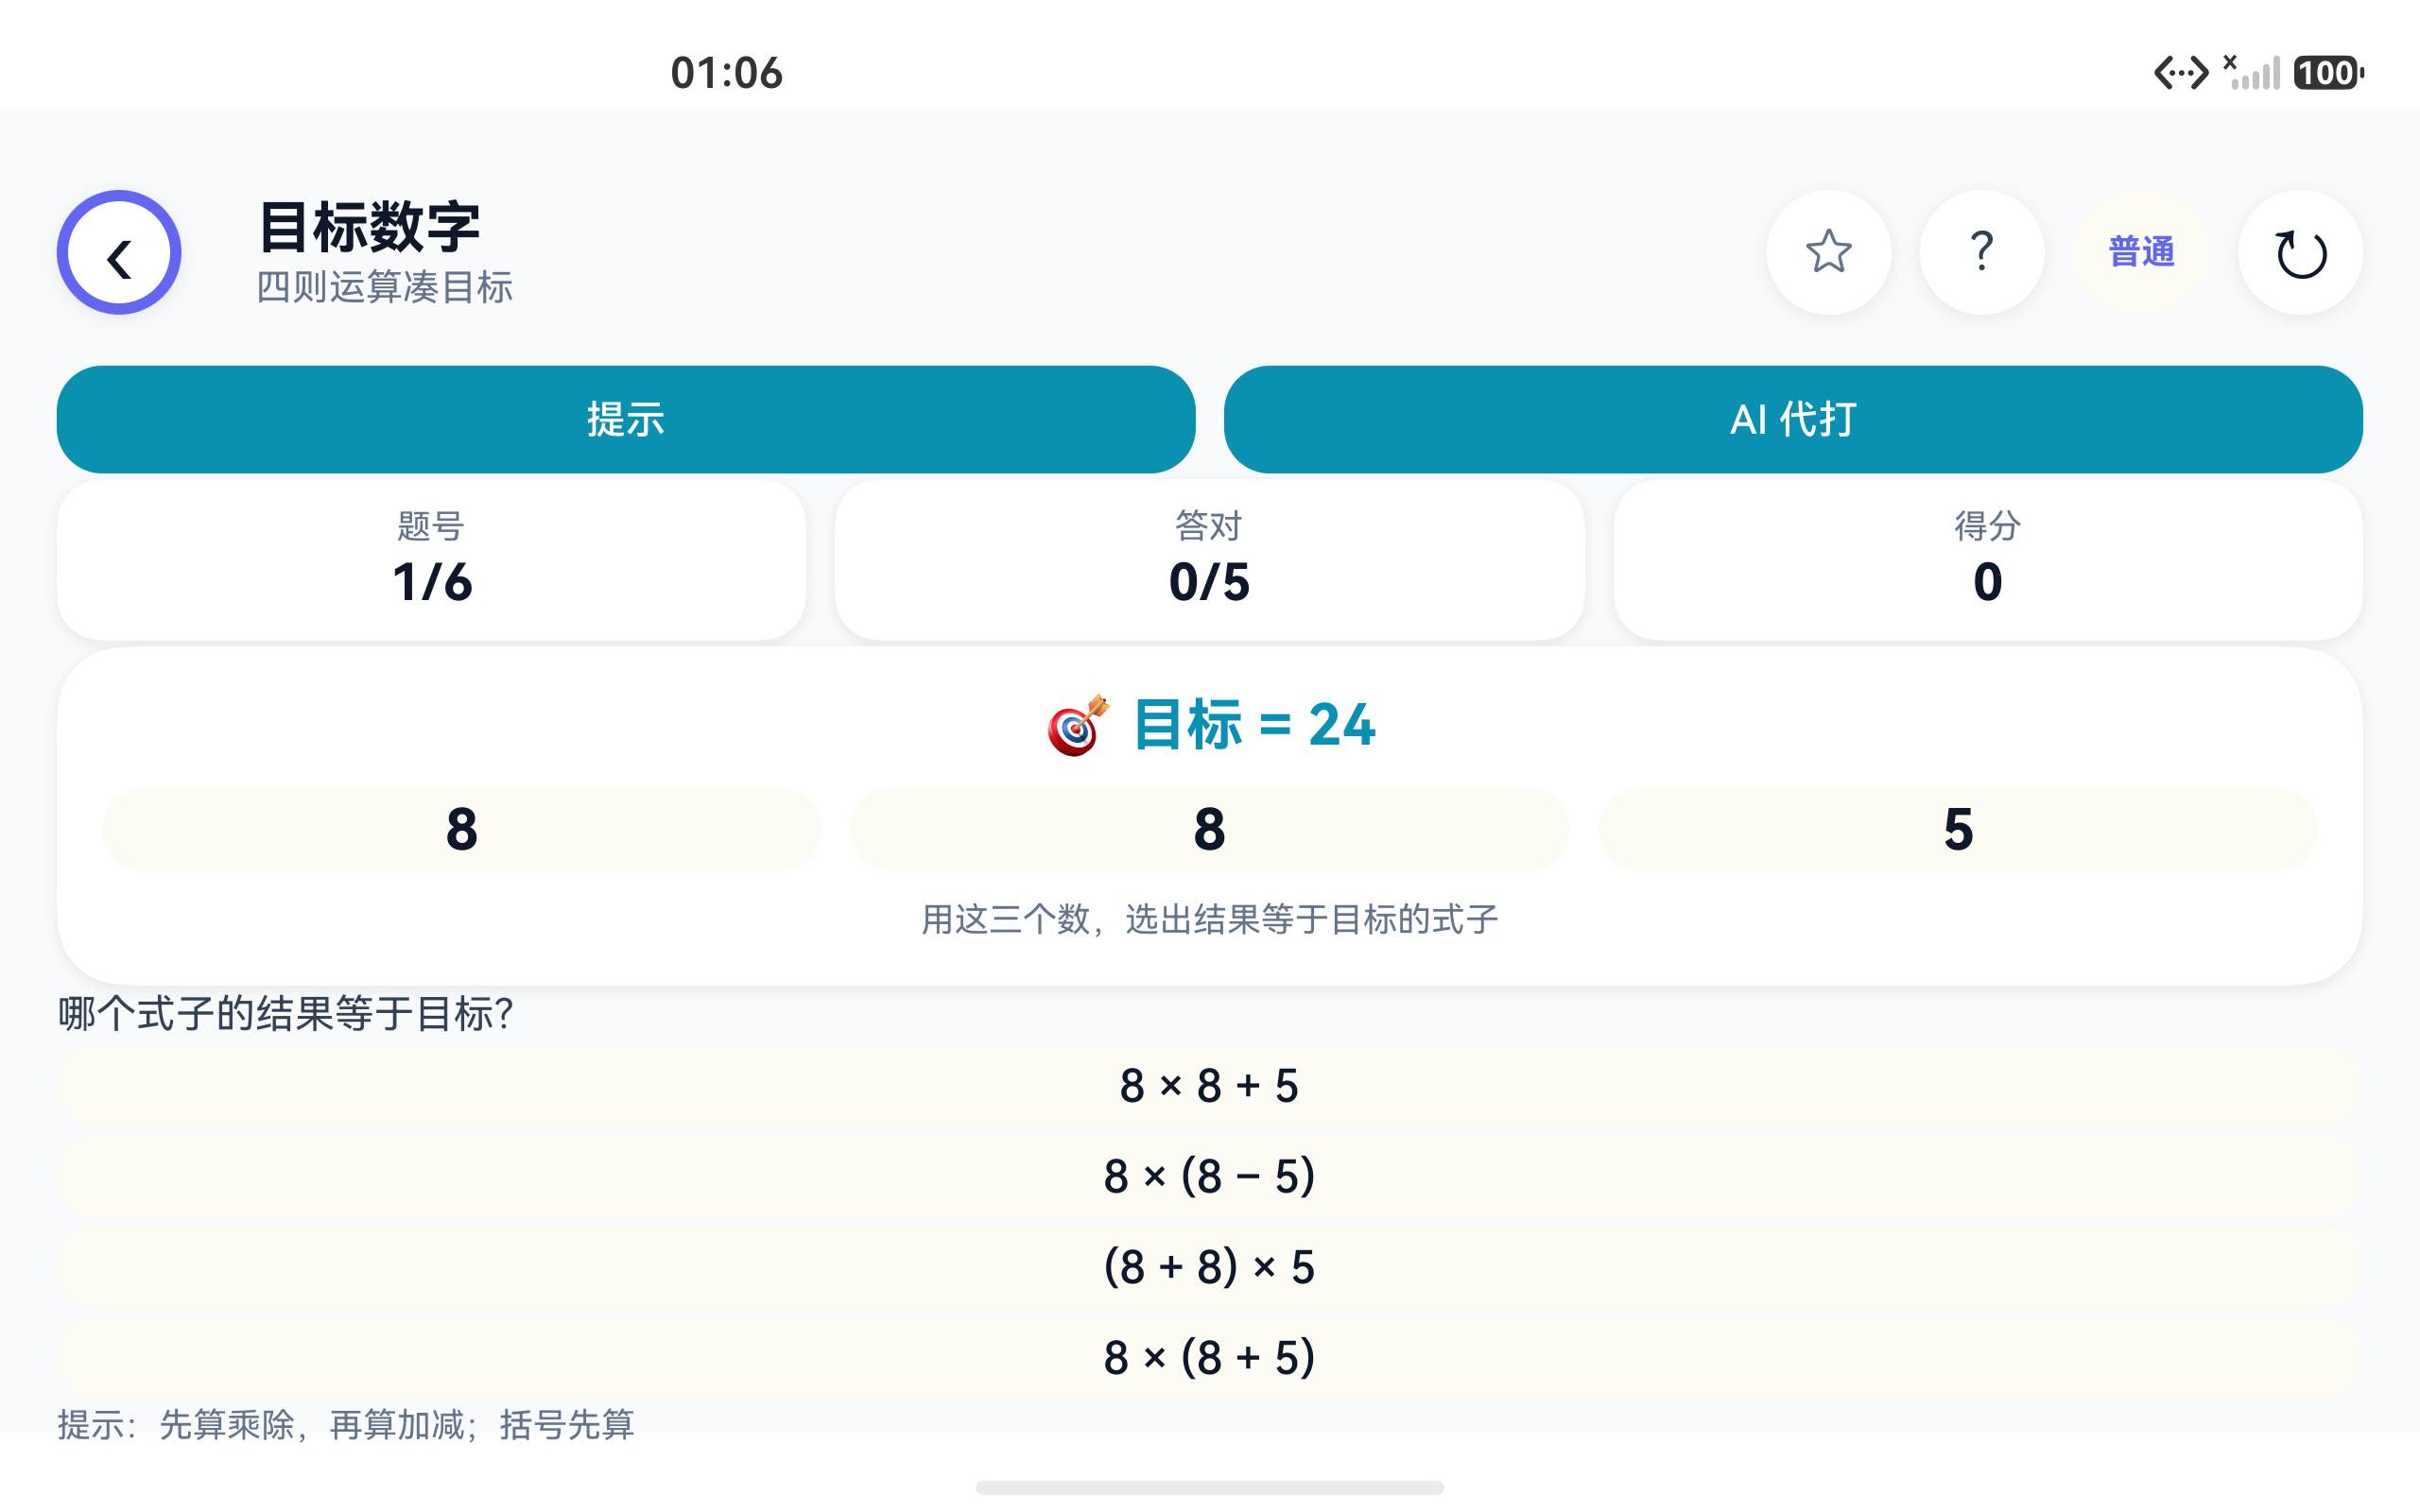 01:06
100
目标数字
四则运算凑目标
?
普通
提示
AI 代打
题号
1/6
答对
0/5
得分
0
目标 = 24
8
8
5
用这三个数，选出结果等于目标的式子
哪个式子的结果等于目标？
8 × 8 + 5
8 × (8 − 5)
(8 + 8) × 5
8 × (8 + 5)
提示：先算乘除，再算加减；括号先算